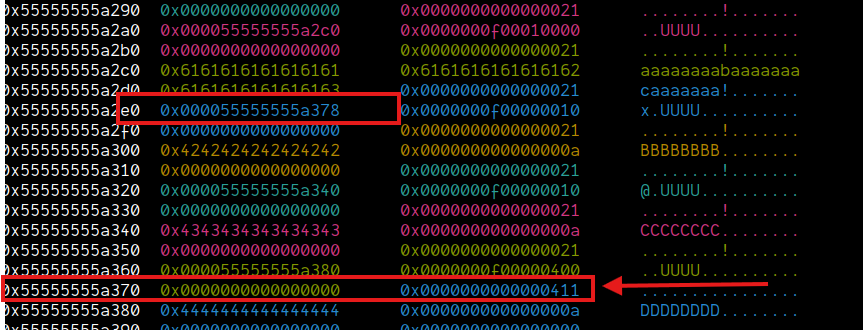 0x55555555a290 0x0000000000000000 0x0000000000000021 ........!.......
0x55555555a2a0 0x000055555555a2c0 0x0000000f00010000 ..UUUU..........
0x55555555a2b0 0x0000000000000000 0x0000000000000021 ........!.......
0x55555555a2c0 0x6161616161616161 0x6161616161616162 aaaaaaaabaaaaaaa
0x55555555a2d0 0x6161616161616163 0x0000000000000021 caaaaaaa!.......
0x55555555a2e0 0x000055555555a378 0x0000000f00000010 x.UUUU..........
0x55555555a2f0 0x0000000000000000 0x0000000000000021 ........!.......
0x55555555a300 0x4242424242424242 0x000000000000000a BBBBBBBB........
0x55555555a310 0x0000000000000000 0x0000000000000021 ........!.......
0x55555555a320 0x000055555555a340 0x0000000f00000010 @.UUUU..........
0x55555555a330 0x0000000000000000 0x0000000000000021 ........!.......
0x55555555a340 0x4343434343434343 0x000000000000000a CCCCCCCC........
0x55555555a350 0x0000000000000000 0x0000000000000021 ........!.......
0x55555555a360 0x000055555555a380 0x0000000f00000400 ..UUUU..........
0x55555555a370 0x0000000000000000 0x0000000000000411 ................
0x55555555a380 0x4444444444444444 0x000000000000000a DDDDDDDD........